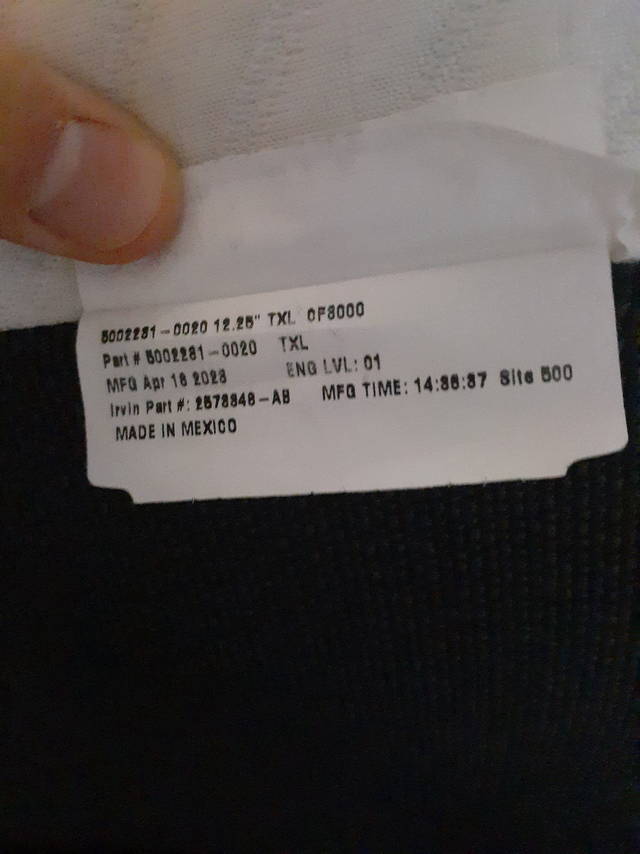 5002281-0020 12.25" TXL 0F8000
Part # 5002281-0020 TXL
MFG Apr 18 2023 ENG LVL: 01
Irvin Part #: 2578348-AB MFG TIME: 14:36:37 Site 500
MADE IN MEXICO